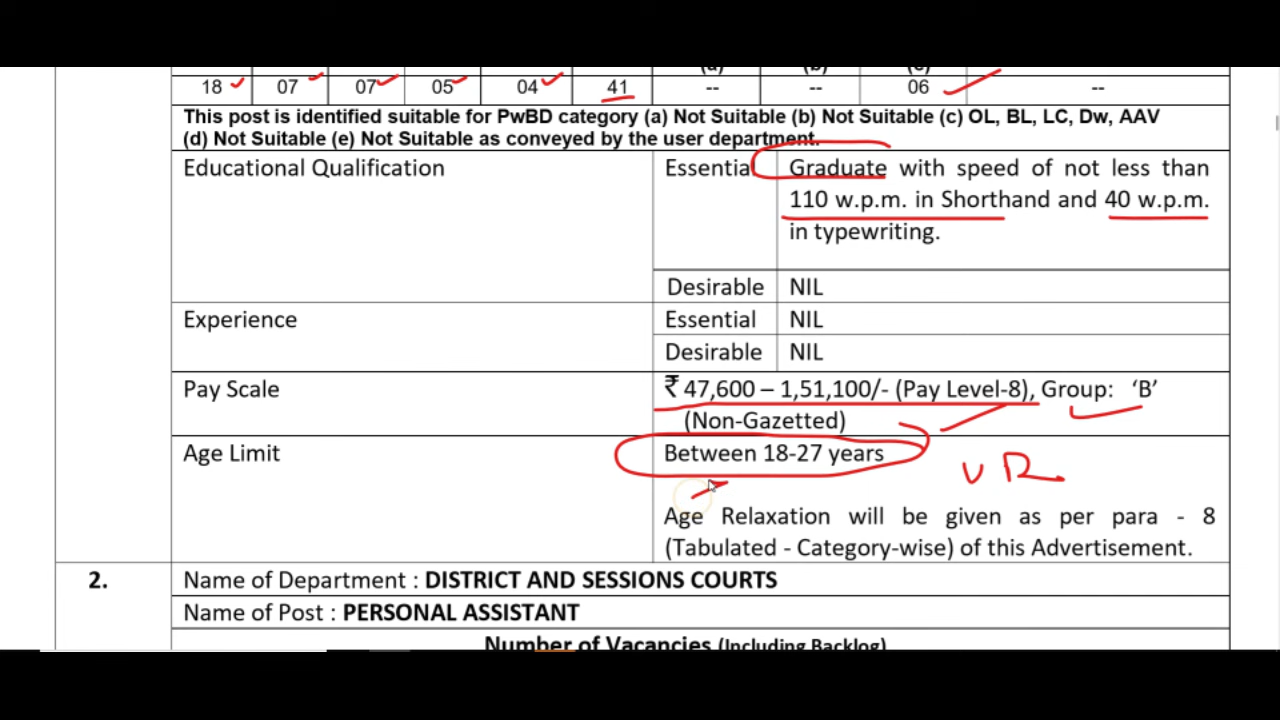 18 07 07 05 04 41 -- -- 06 --
This post is identified suitable for PwBD category (a) Not Suitable (b) Not Suitable (c) OL, BL, LC, Dw, AAV
(d) Not Suitable (e) Not Suitable as conveyed by the user department.
Educational Qualification Essential Graduate with speed of not less than
110 w.p.m. in Shorthand and 40 w.p.m.
in typewriting.
Desirable NIL
Experience Essential NIL
Desirable NIL
Pay Scale ₹ 47,600 – 1,51,100/- (Pay Level-8), Group: ‘B’
(Non-Gazetted)
Age Limit Between 18-27 years
UR
Age Relaxation will be given as per para - 8
(Tabulated - Category-wise) of this Advertisement.
2. Name of Department : DISTRICT AND SESSIONS COURTS
Name of Post : PERSONAL ASSISTANT
Number of Vacancies (Including Backlog)